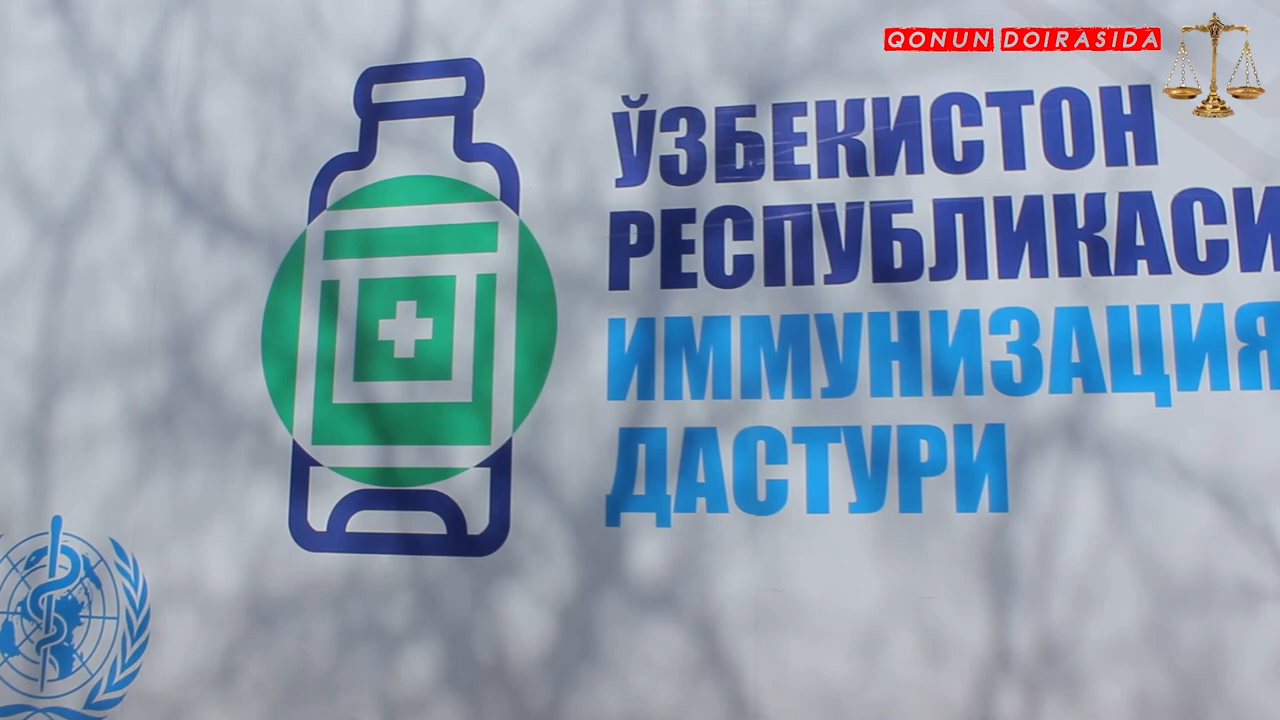 QONUN DOIRASIDA
ЎЗБЕКИСТОН
РЕСПУБЛИКАСИ
ИММУНИЗАЦИЯ
ДАСТУРИ